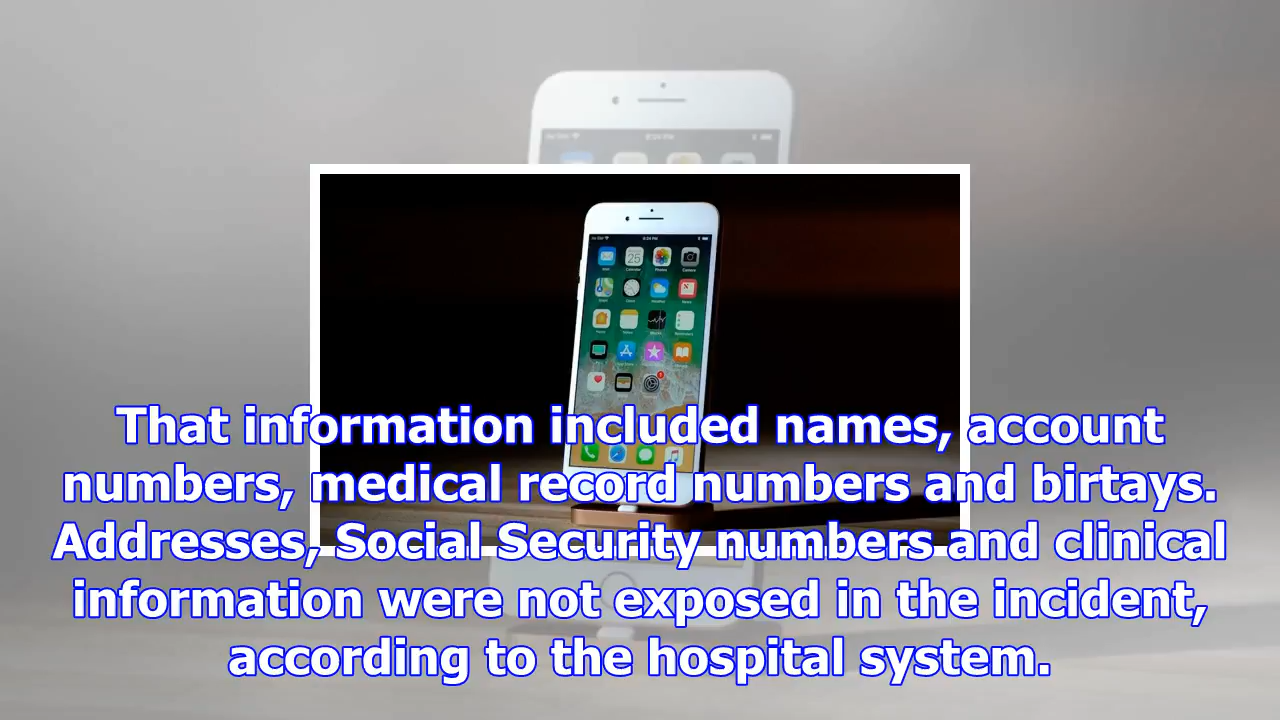 That information included names, account
numbers, medical record numbers and birtays.
Addresses, Social Security numbers and clinical
information were not exposed in the incident,
according to the hospital system.